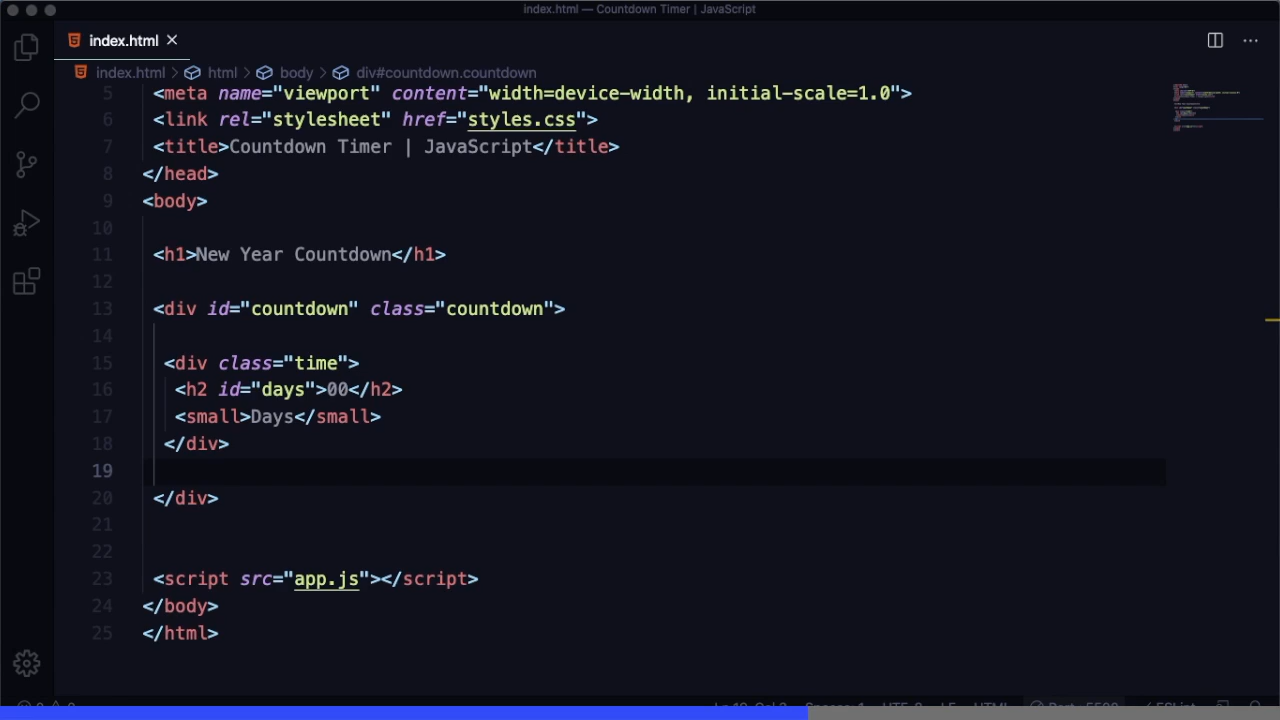 index.html — Countdown Timer | JavaScript
index.html
index.html > html > body > div#countdown.countdown
5 <meta name="viewport" content="width=device-width, initial-scale=1.0">
6 <link rel="stylesheet" href="styles.css">
7 <title>Countdown Timer | JavaScript</title>
8 </head>
9 <body>
10
11 <h1>New Year Countdown</h1>
12
13 <div id="countdown" class="countdown">
14
15 <div class="time">
16 <h2 id="days">00</h2>
17 <small>Days</small>
18 </div>
19
20 </div>
21
22
23 <script src="app.js"></script>
24 </body>
25 </html>